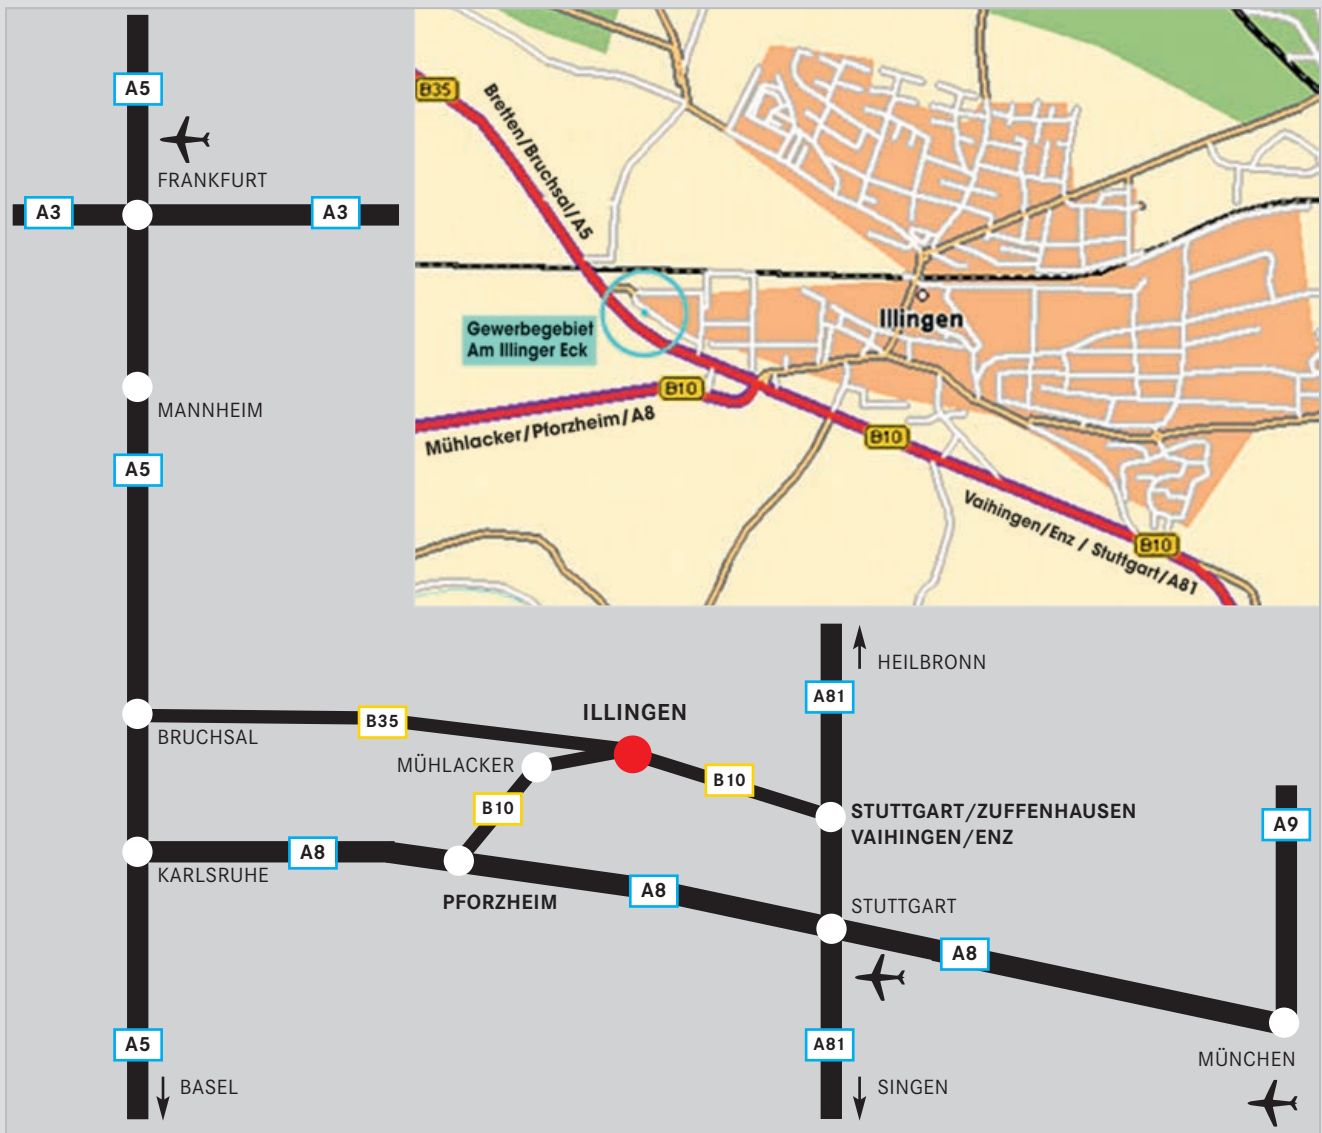 A5
FRANKFURT
A3
A3
MANNHEIM
A5
B35
Bretten/Bruchsal/A5
Gewerbegebiet
Am Illinger Eck
Illingen
B10
Mühlacker/Pforzheim/A8
B10
Vaihingen/Enz / Stuttgart/A81
B10
HEILBRONN
A81
BRUCHSAL
B35
ILLINGEN
MÜHLACKER
B10
B10
STUTTGART/ZUFFENHAUSEN
VAIHINGEN/ENZ
A9
KARLSRUHE
A8
PFORZHEIM
A8
STUTTGART
A8
A5
BASEL
A81
SINGEN
MÜNCHEN